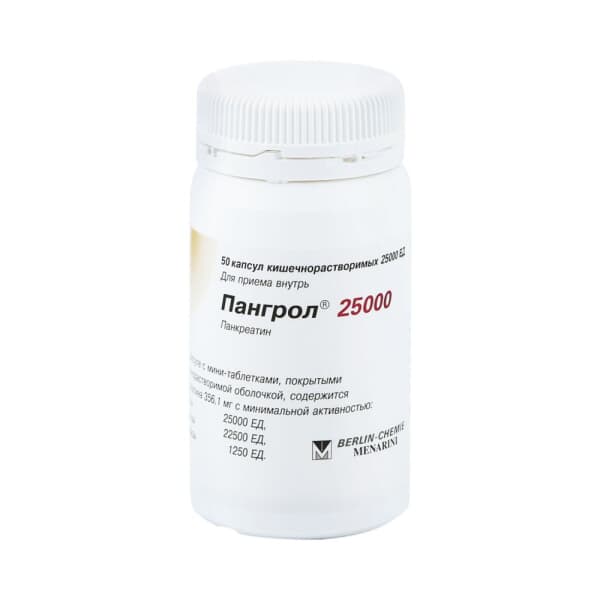 50 капсул кишечнорастворимых 25000 ЕД
Для приема внутрь
Пангрол® 25000
Панкреатин
с мини-таблетками, покрытыми
оболочкой, содержится
356,1 мг с минимальной активностью:
25000 ЕД,
22500 ЕД,
1250 ЕД.
BERLIN-CHEMIE
MENARINI